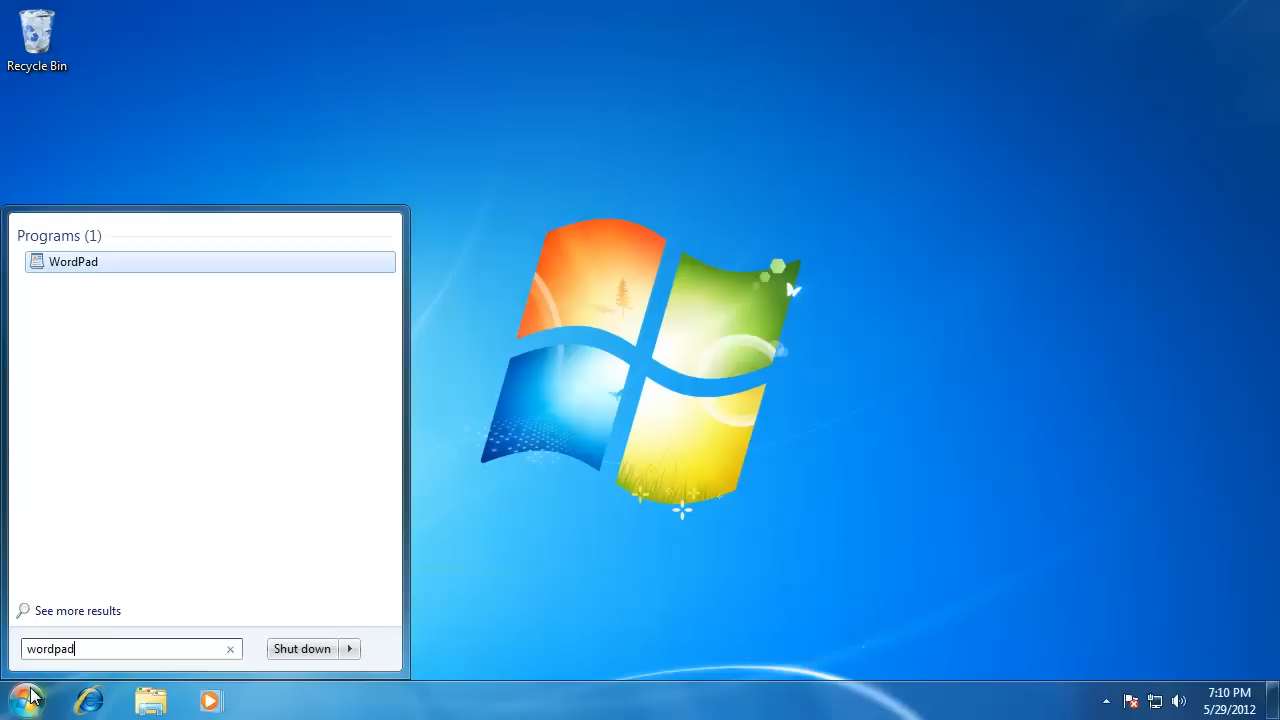 Recycle Bin
Programs (1)
WordPad
See more results
wordpad
Shut down
7:10 PM
5/29/2012